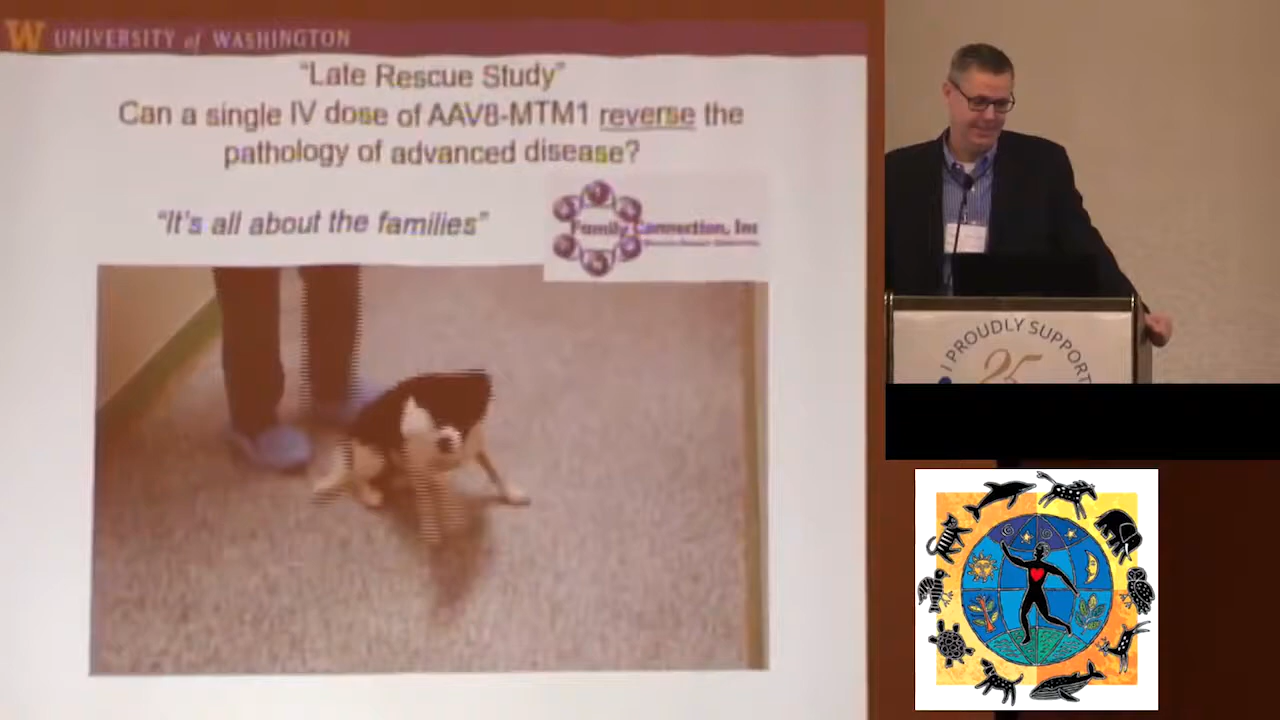 W UNIVERSITY of WASHINGTON
"Late Rescue Study"
Can a single IV dose of AAV8-MTM1 reverse the
pathology of advanced disease?
"It's all about the families"
Family Connection, Inc
I PROUDLY SUPPORT
25